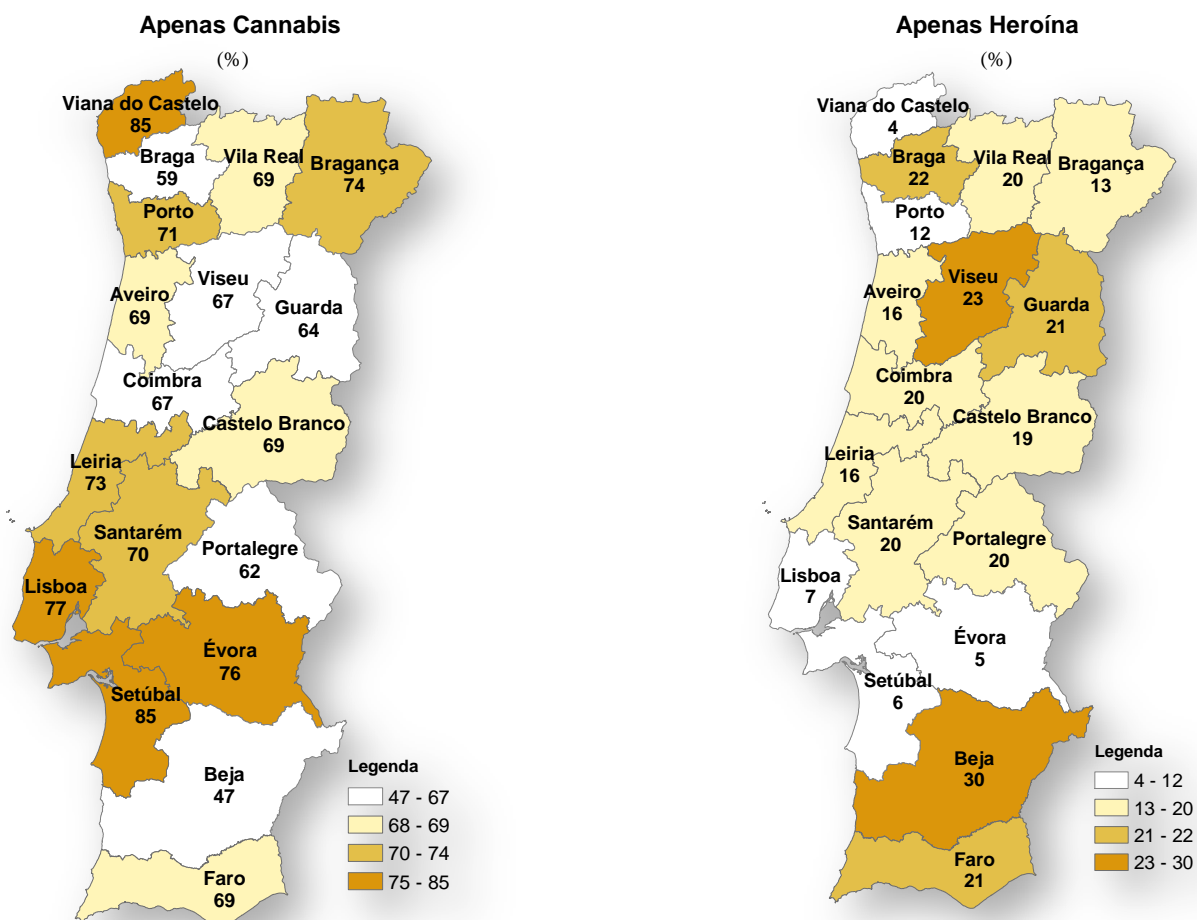 Apenas Cannabis
(%)
Viana do Castelo
85
Braga
59
Vila Real
69
Bragança
74
Porto
71
Aveiro
69
Viseu
67
Guarda
64
Coimbra
67
Castelo Branco
69
Leiria
73
Santarém
70
Portalegre
62
Lisboa
77
Évora
76
Setúbal
85
Beja
47
Faro
69
Legenda
47 - 67
68 - 69
70 - 74
75 - 85
Apenas Heroína
(%)
Viana do Castelo
4
Braga
22
Vila Real
20
Bragança
13
Porto
12
Aveiro
16
Viseu
23
Guarda
21
Coimbra
20
Castelo Branco
19
Leiria
16
Santarém
20
Portalegre
20
Lisboa
7
Évora
5
Setúbal
6
Beja
30
Faro
21
Legenda
4 - 12
13 - 20
21 - 22
23 - 30